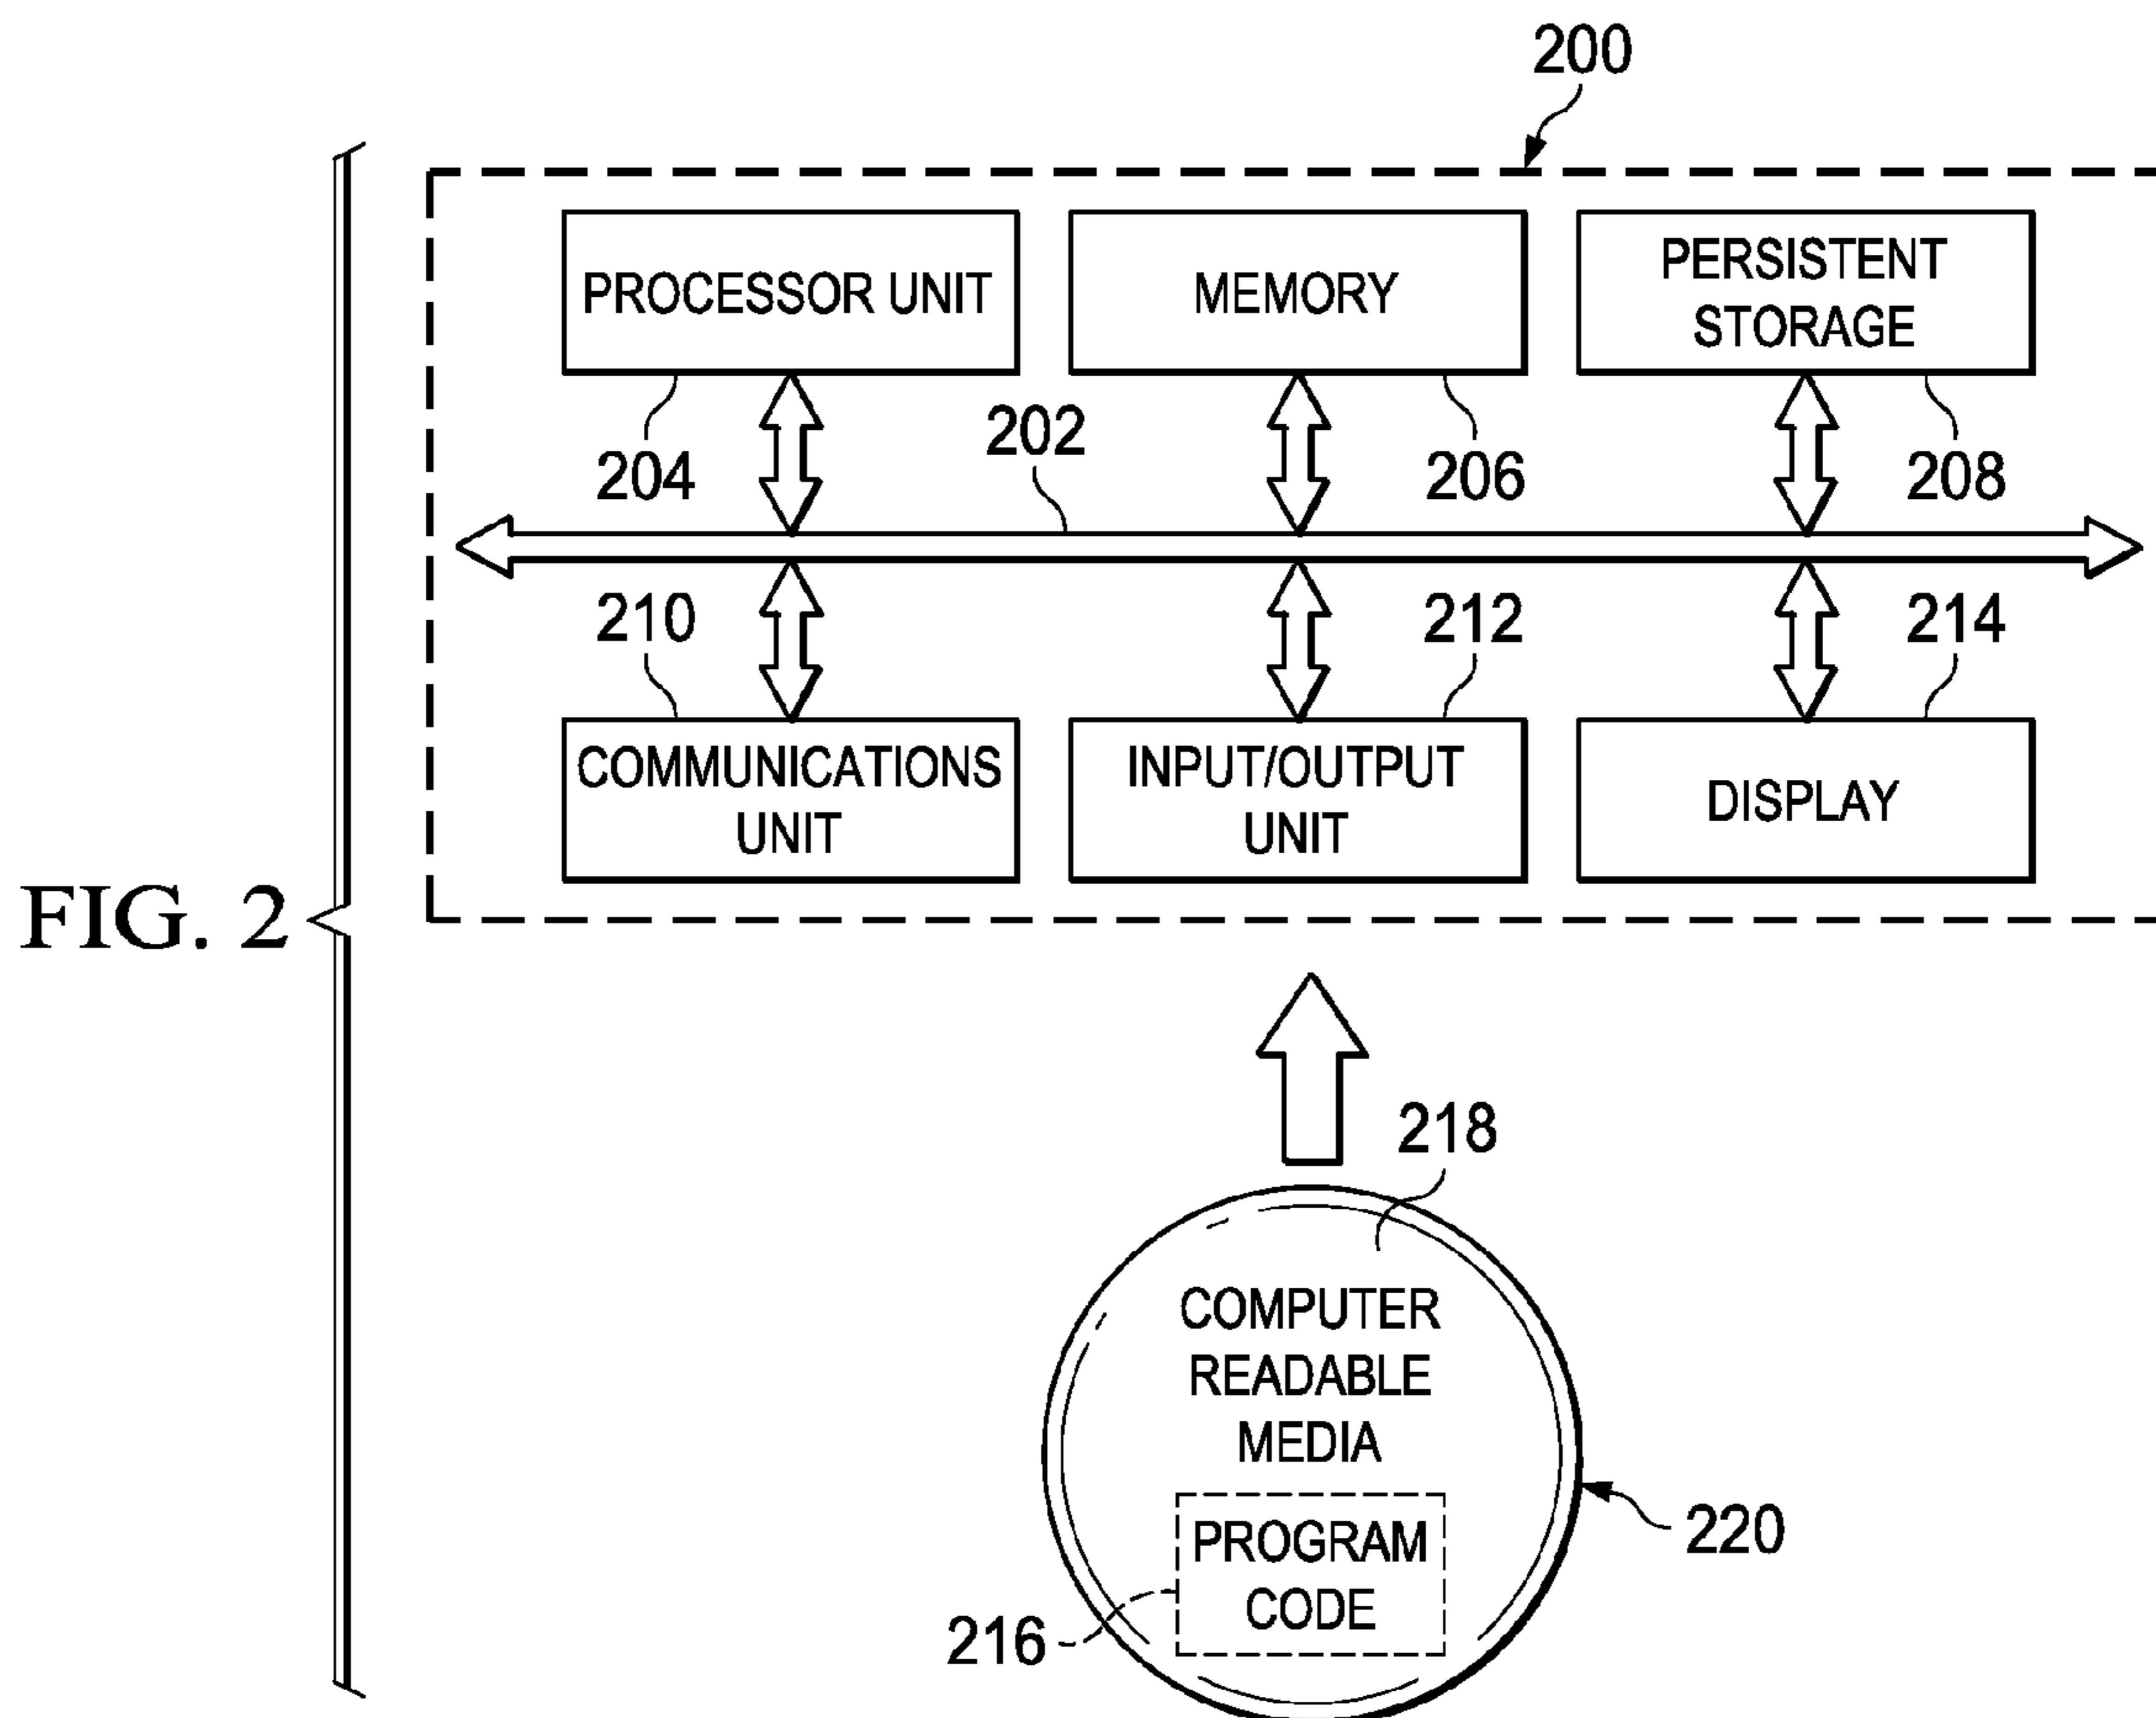 200
PROCESSOR UNIT
MEMORY
PERSISTENT
STORAGE
204
202
206
208
210
212
214
COMMUNICATIONS
UNIT
INPUT/OUTPUT
UNIT
DISPLAY
FIG. 2
218
COMPUTER
READABLE
MEDIA
PROGRAM
CODE
220
216